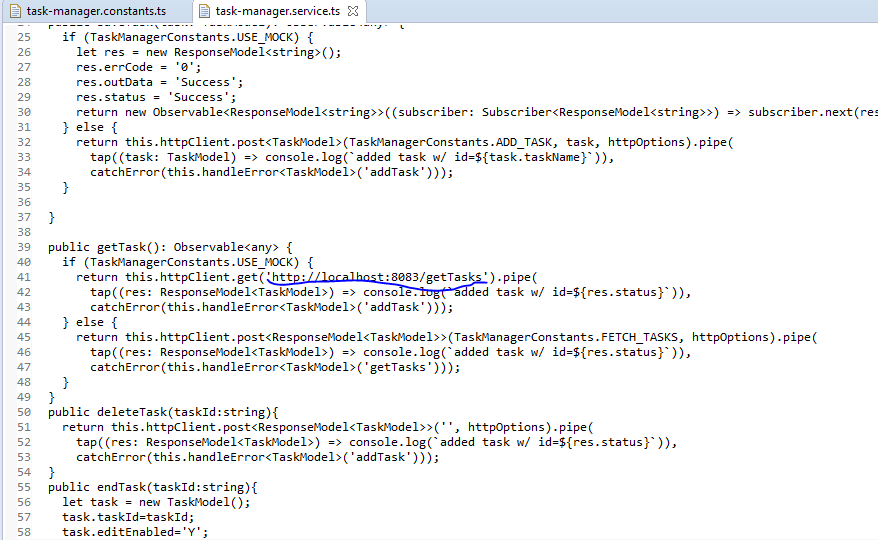 task-manager.constants.ts
task-manager.service.ts
25 if (TaskManagerConstants.USE_MOCK) {
26 let res = new ResponseModel<string>();
27 res.errCode = '0';
28 res.outData = 'Success';
29 res.status = 'Success';
30 return new Observable<ResponseModel<string>>((subscriber: Subscriber<ResponseModel<string>>) => subscriber.next(res
31 } else {
32 return this.httpClient.post<TaskModel>(TaskManagerConstants.ADD_TASK, task, httpOptions).pipe(
33 tap((task: TaskModel) => console.log(`added task w/ id=${task.taskName}`)),
34 catchError(this.handleError<TaskModel>('addTask')));
35 }
36
37 }
38
39 public getTask(): Observable<any> {
40 if (TaskManagerConstants.USE_MOCK) {
41 return this.httpClient.get('http://localhost:8083/getTasks').pipe(
42 tap((res: ResponseModel<TaskModel>) => console.log(`added task w/ id=${res.status}`)),
43 catchError(this.handleError<TaskModel>('addTask')));
44 } else {
45 return this.httpClient.post<ResponseModel<TaskModel>>(TaskManagerConstants.FETCH_TASKS, httpOptions).pipe(
46 tap((res: ResponseModel<TaskModel>) => console.log(`added task w/ id=${res.status}`)),
47 catchError(this.handleError<TaskModel>('getTasks')));
48 }
49 }
50 public deleteTask(taskId:string){
51 return this.httpClient.post<ResponseModel<TaskModel>>('', httpOptions).pipe(
52 tap((res: ResponseModel<TaskModel>) => console.log(`added task w/ id=${res.status}`)),
53 catchError(this.handleError<TaskModel>('addTask')));
54 }
55 public endTask(taskId:string){
56 let task = new TaskModel();
57 task.taskId=taskId;
58 task.editEnabled='Y';